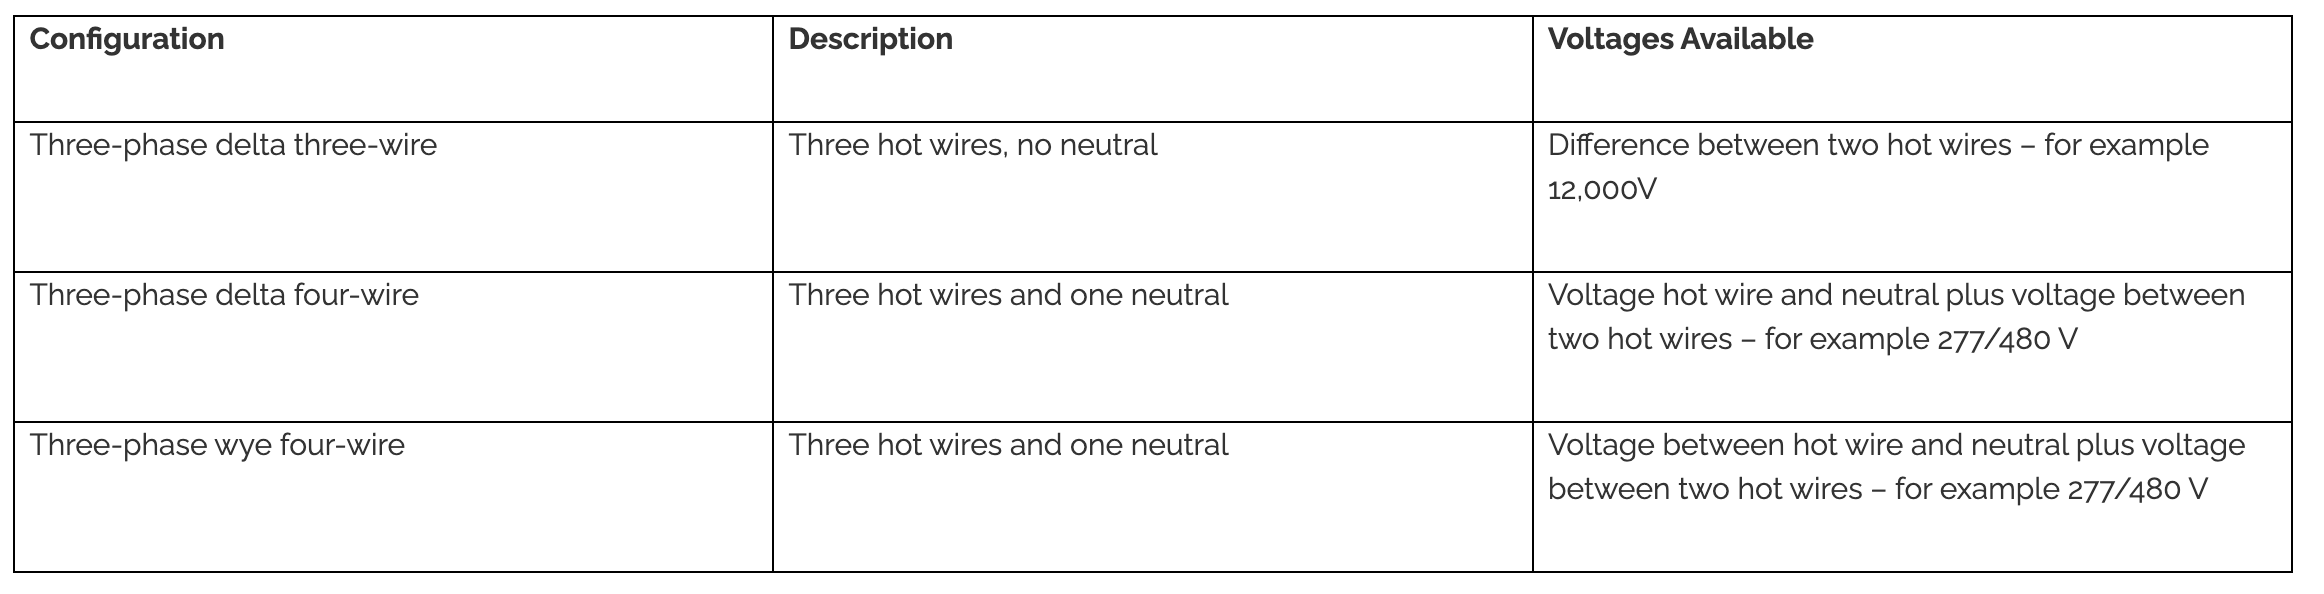 Configuration
Description
Voltages Available
Three-phase delta three-wire
Three hot wires, no neutral
Difference between two hot wires – for example
12,000V
Three-phase delta four-wire
Three hot wires and one neutral
Voltage hot wire and neutral plus voltage between
two hot wires – for example 277/480 V
Three-phase wye four-wire
Three hot wires and one neutral
Voltage between hot wire and neutral plus voltage
between two hot wires – for example 277/480 V